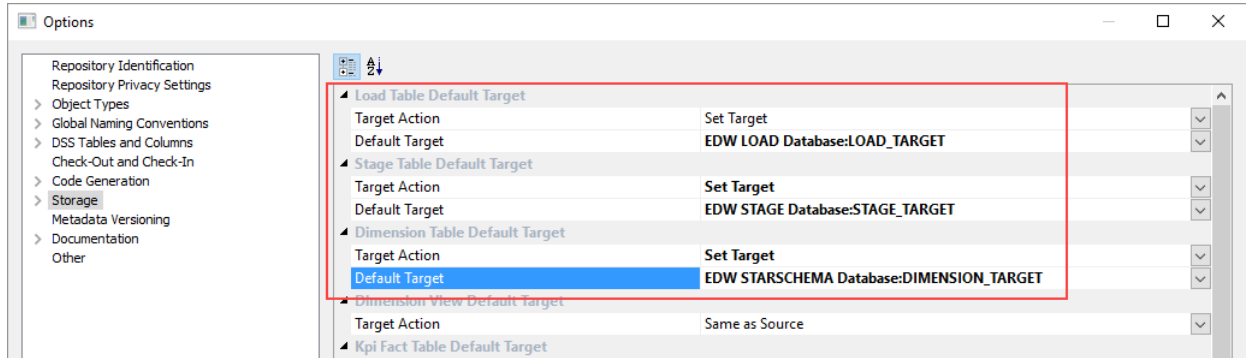 Options
Repository Identification
Repository Privacy Settings
Object Types
Global Naming Conventions
DSS Tables and Columns
Check-Out and Check-In
Code Generation
Storage
Metadata Versioning
Documentation
Other
Load Table Default Target
Target Action Set Target
Default Target EDW LOAD Database:LOAD_TARGET
Stage Table Default Target
Target Action Set Target
Default Target EDW STAGE Database:STAGE_TARGET
Dimension Table Default Target
Target Action Set Target
Default Target EDW STARSCHEMA Database:DIMENSION_TARGET
Dimension View Default Target
Target Action Same as Source
Kpi Fact Table Default Target